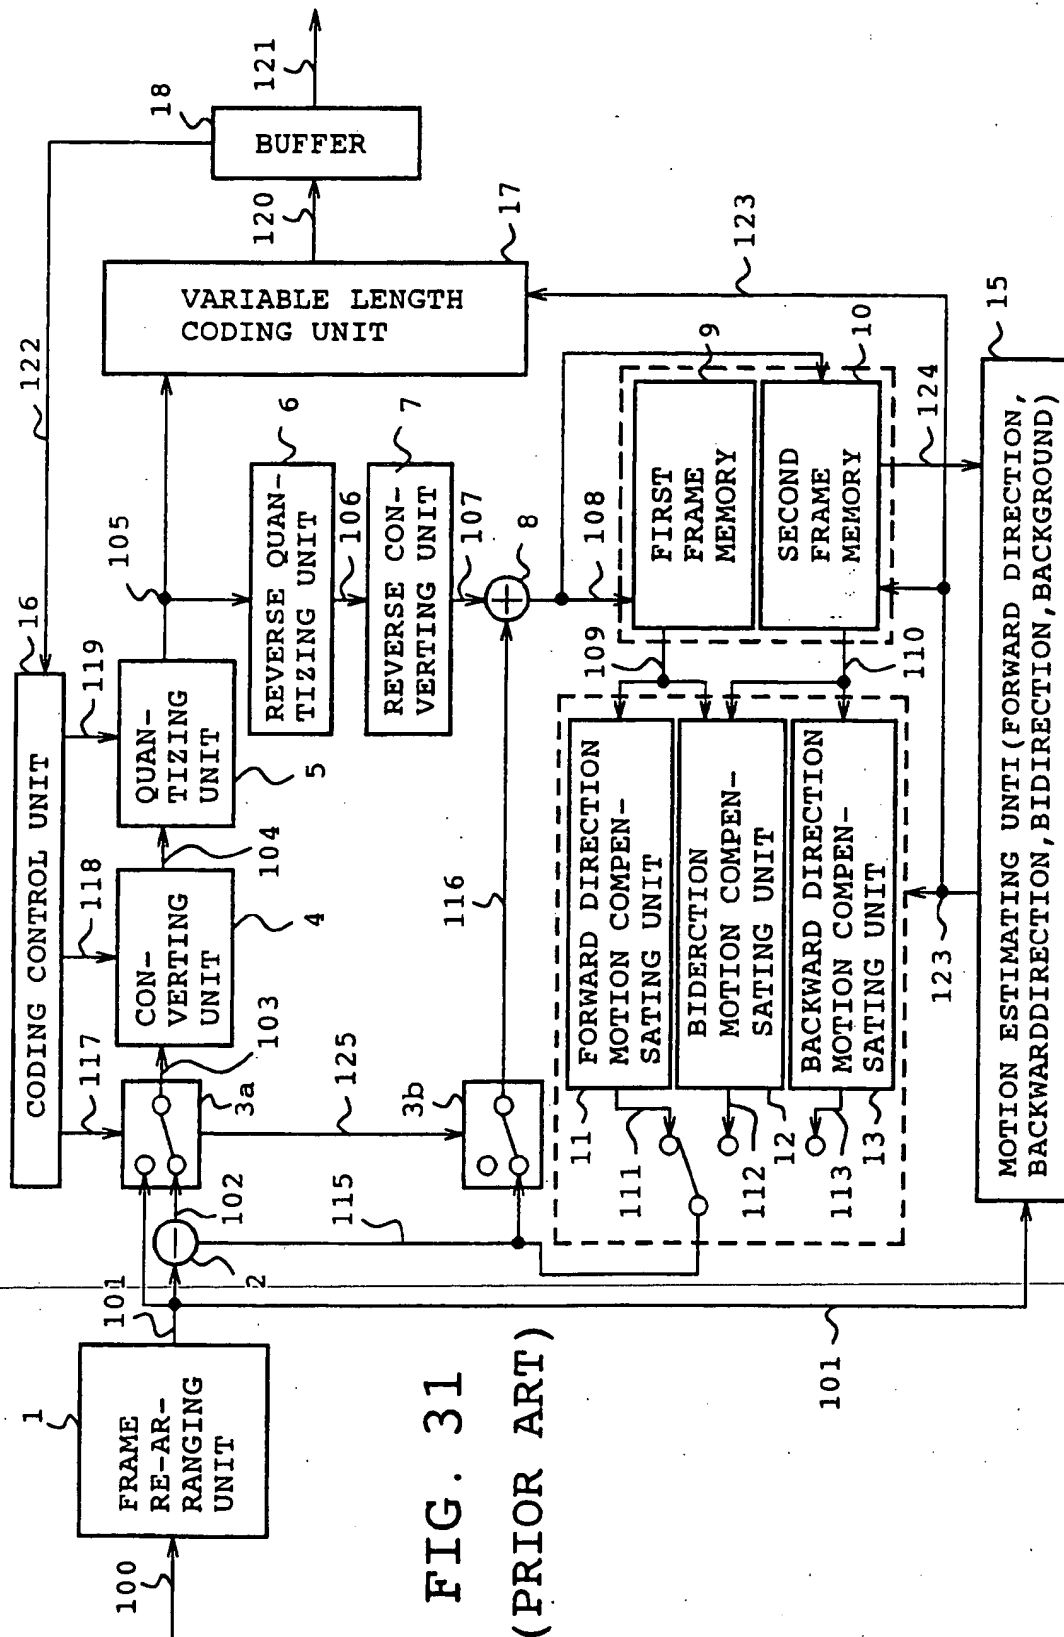 100
1
FRAME
RE-AR-
RANGING
UNIT
101
2
102
3a
103
117
CODING CONTROL UNIT
16
CON-
VERTING
UNIT
4
118
104
QUAN-
TIZING
UNIT
5
119
105
122
VARIABLE LENGTH
CODING UNIT
17
120
BUFFER
18
121
REVERSE QUAN-
TIZING UNIT
6
106
REVERSE CON-
VERTING UNIT
7
107
8
108
115
125
3b
116
FORWARD DIRECTION
MOTION COMPEN-
SATING UNIT
11
111
BIDERCTION
MOTION COMPEN-
SATING UNIT
12
112
BACKWARD DIRECTION
MOTION COMPEN-
SATING UNIT
13
113
109
110
FIRST
FRAME
MEMORY
9
SECOND
FRAME
MEMORY
10
124
123
123
101
MOTION ESTIMATING UNTI(FORWARD DIRECTION,
BACKWARDDIRECTION,BIDIRECTION,BACKGROUND)
15
FIG. 31
(PRIOR ART)